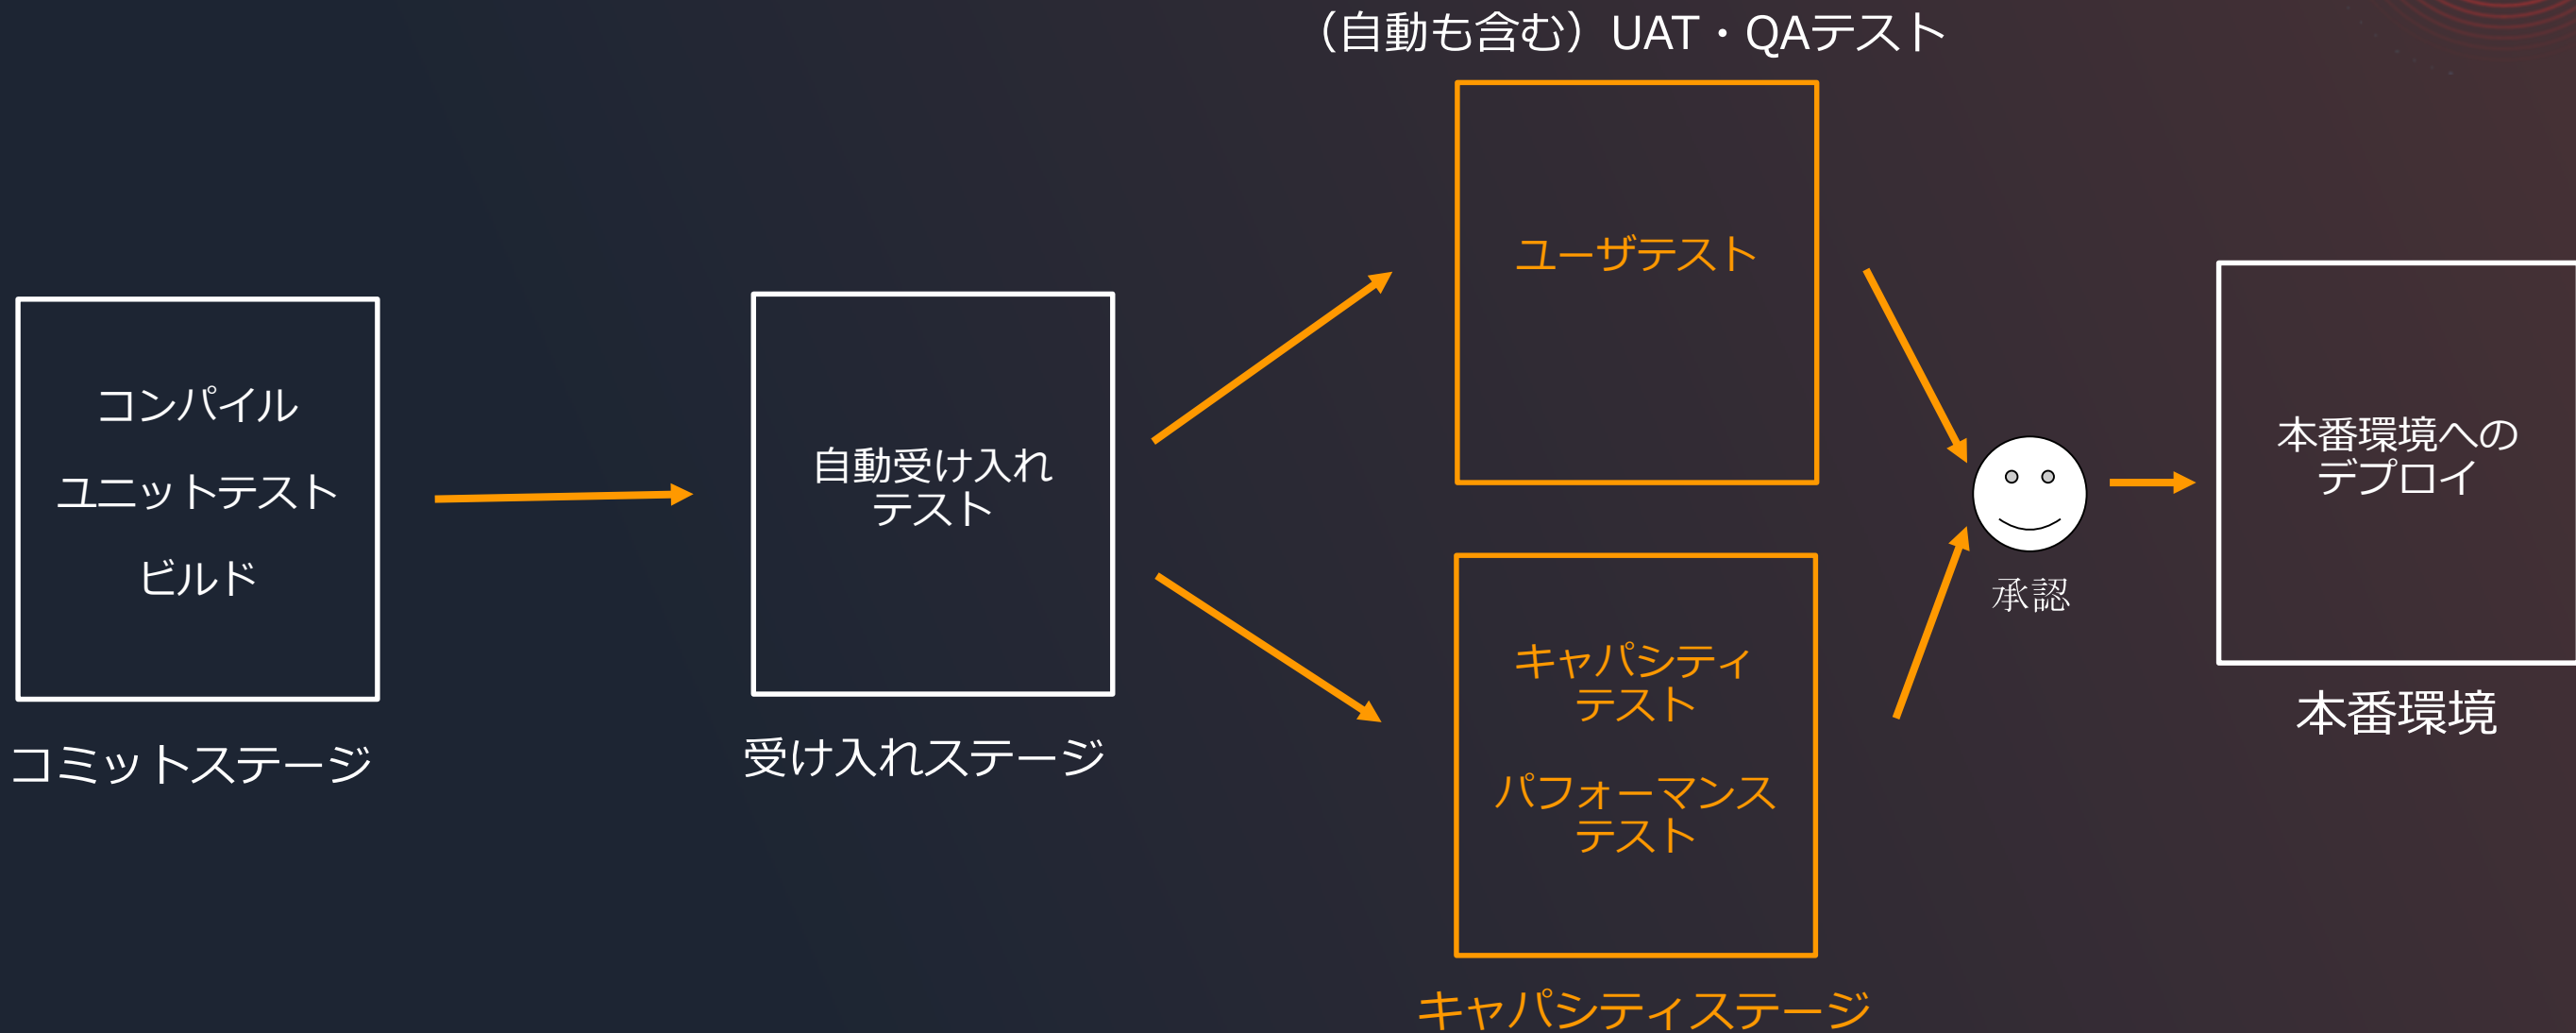 （自動も含む）UAT・QAテスト
コンパイル
ユニットテスト
ビルド
コミットステージ
自動受け入れ
テスト
受け入れステージ
ユーザテスト
キャパシティ
テスト
パフォーマンス
テスト
キャパシティステージ
承認
本番環境への
デプロイ
本番環境